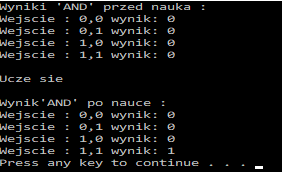 Wyniki 'AND' przed nauka :
Wejscie : 0,0 wynik: 0
Wejscie : 0,1 wynik: 0
Wejscie : 1,0 wynik: 0
Wejscie : 1,1 wynik: 0
Ucze sie
Wynik'AND' po nauce :
Wejscie : 0,0 wynik: 0
Wejscie : 0,1 wynik: 0
Wejscie : 1,0 wynik: 0
Wejscie : 1,1 wynik: 1
Press any key to continue . . .